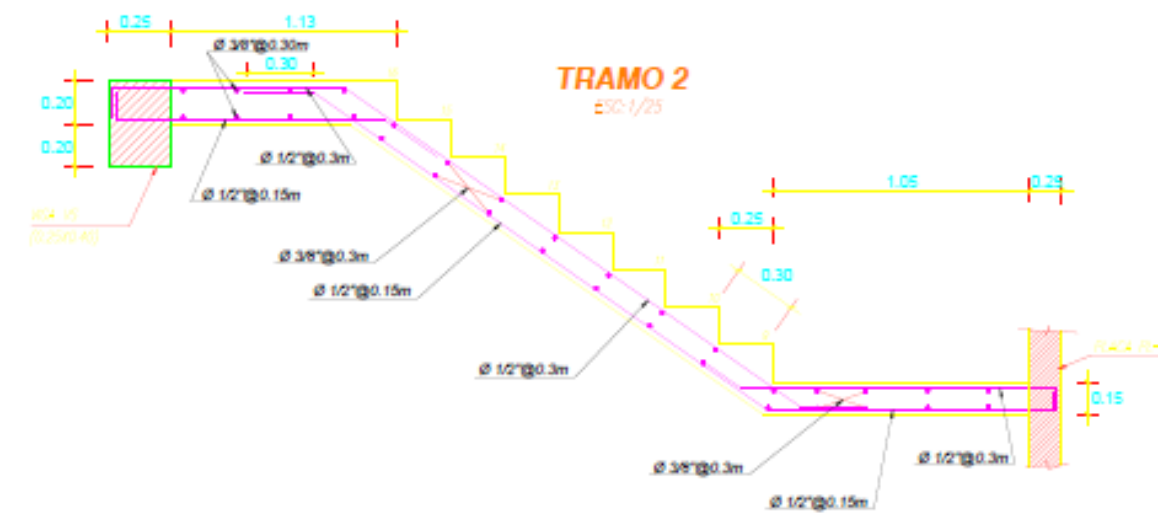 0.25
1.13
Ø 3/8"@0.30m
0.30
TRAMO 2
ESC:1/25
0.20
0.20
Ø 1/2"@0.3m
Ø 1/2"@0.15m
1.05
0.25
0.25
Ø 3/8"@0.3m
0.30
Ø 1/2"@0.15m
Ø 1/2"@0.3m
0.15
Ø 1/2"@0.3m
Ø 3/8"@0.3m
Ø 1/2"@0.15m